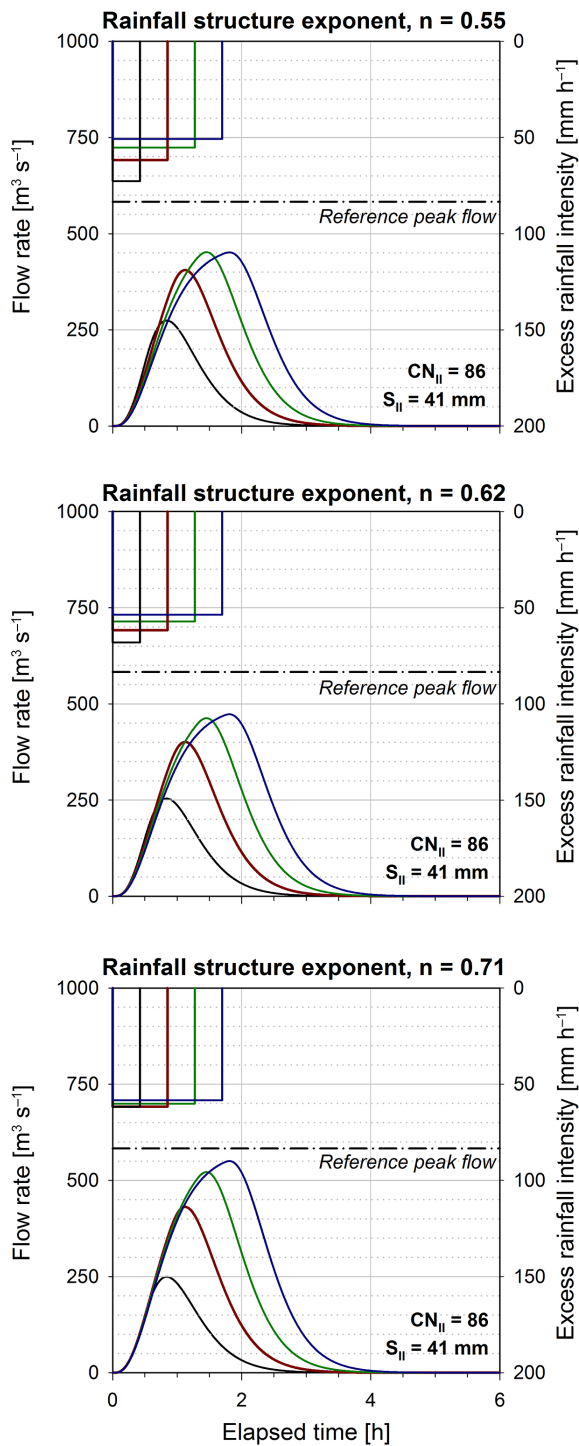 Rainfall structure exponent, n = 0.55
1000 0
750 50
500 100
250 150
0 200
Flow rate [m³ s⁻¹]
Excess rainfall intensity [mm h⁻¹]
Reference peak flow
CN_II = 86
S_II = 41 mm
Rainfall structure exponent, n = 0.62
1000 0
750 50
500 100
250 150
0 200
Flow rate [m³ s⁻¹]
Excess rainfall intensity [mm h⁻¹]
Reference peak flow
CN_II = 86
S_II = 41 mm
Rainfall structure exponent, n = 0.71
1000 0
750 50
500 100
250 150
0 200
Flow rate [m³ s⁻¹]
Excess rainfall intensity [mm h⁻¹]
Reference peak flow
CN_II = 86
S_II = 41 mm
0 2 4 6
Elapsed time [h]